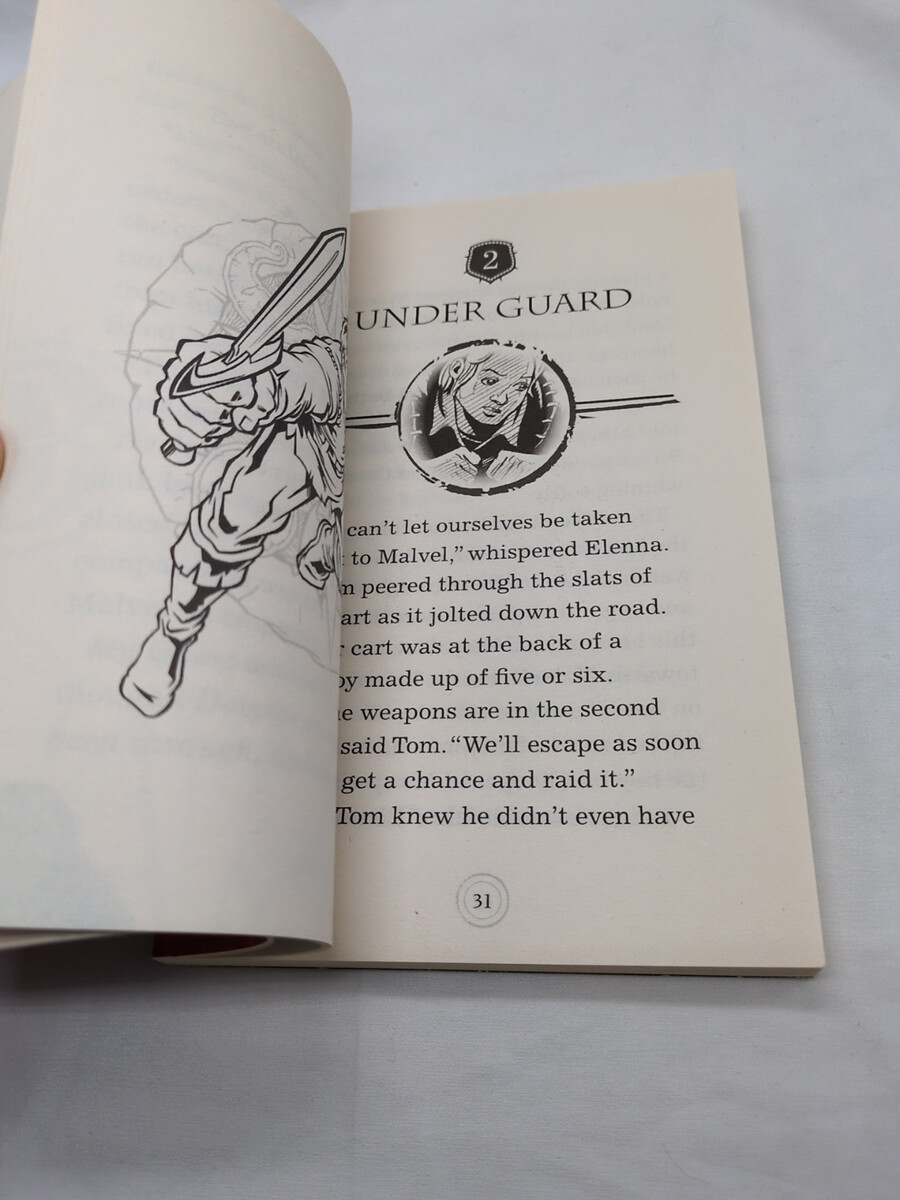 2
UNDER GUARD
can't let ourselves be taken
to Malvel,” whispered Elenna.
peered through the slats of
as it jolted down the road.
cart was at the back of a
made up of five or six.
weapons are in the second
said Tom. “We'll escape as soon
get a chance and raid it.”
Tom knew he didn't even have
31